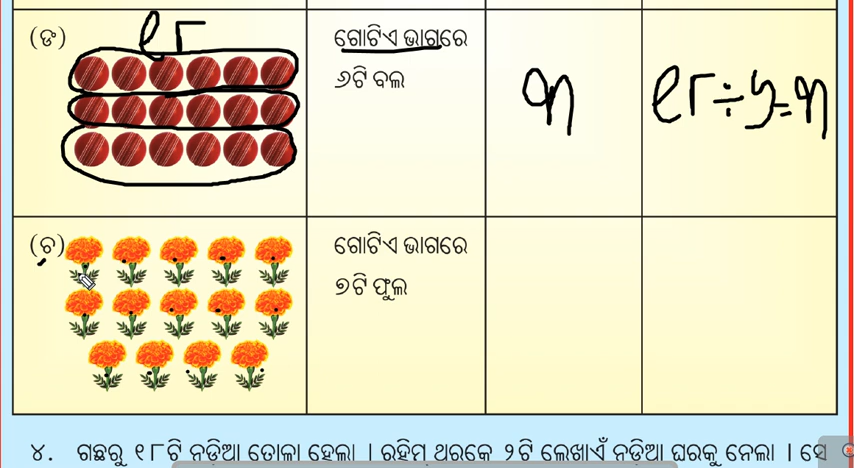 (ଙ) ୧୮ ଗୋଟିଏ ଭାଗରେ
୬ଟି ବଲ ୩ ୧୮÷୬=୩
(ଚ) ଗୋଟିଏ ଭାଗରେ
୭ଟି ଫୁଲ
୪. ଗଛରୁ ୧୮ଟି ନଡ଼ିଆ ତୋଳା ହେଲା । ରହିମ୍ ଥରକେ ୨ଟି ଲେଖାଏଁ ନଡ଼ିଆ ଘରକୁ ନେଲା । ସେ